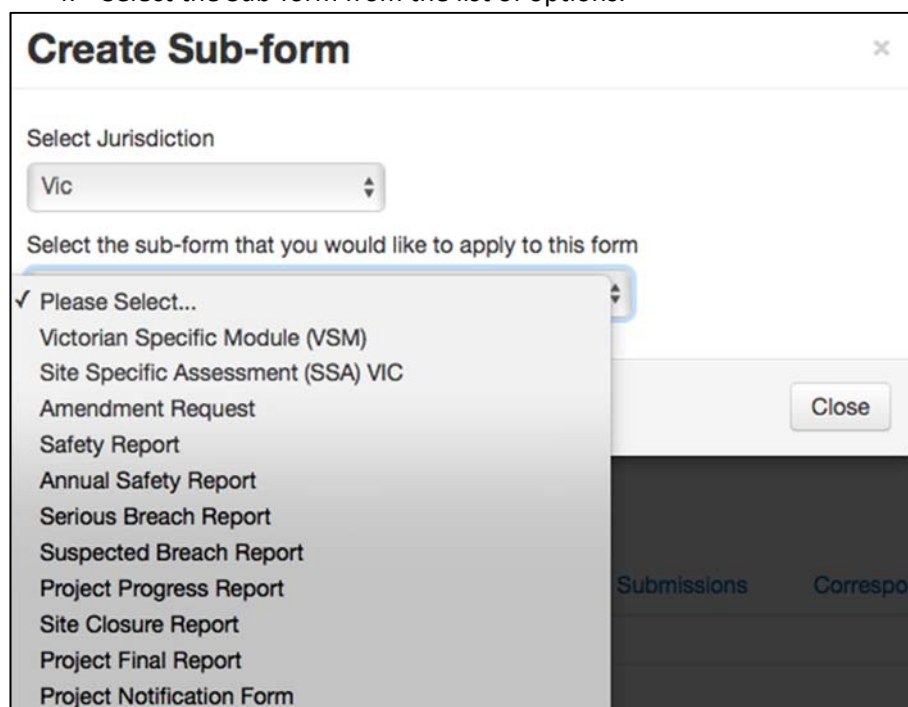 Select the sub-form from the list of options.
Create Sub-form ×
Select Jurisdiction
Vic
Select the sub-form that you would like to apply to this form
✓ Please Select...
Victorian Specific Module (VSM)
Site Specific Assessment (SSA) VIC
Amendment Request
Close
Safety Report
Annual Safety Report
Serious Breach Report
Suspected Breach Report
Project Progress Report
Submissions
Correspo
Site Closure Report
Project Final Report
Project Notification Form